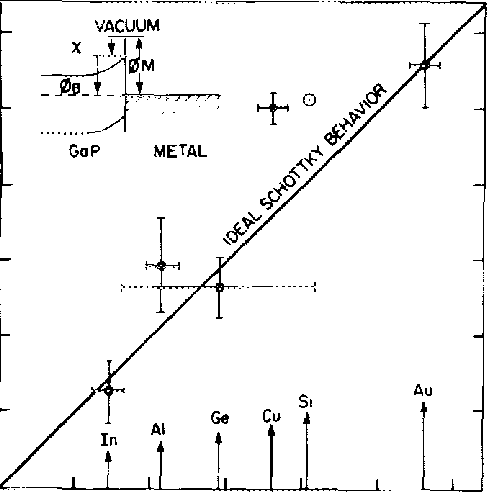 VACUUM
χ
ØM
ØB
GaP METAL
IDEAL SCHOTTKY BEHAVIOR
In Al Ge Cu Si Au